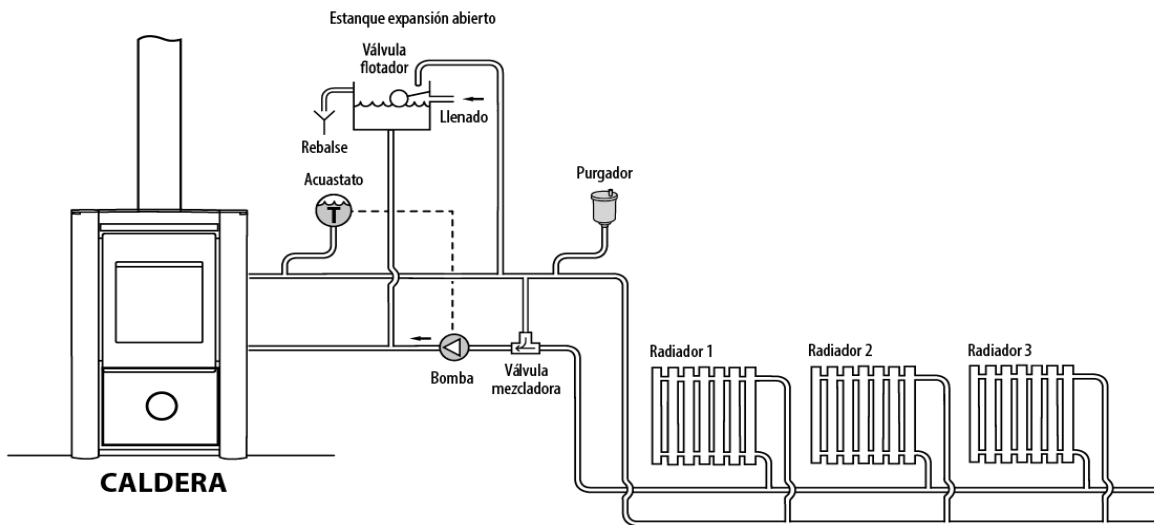 Estanque expansión abierto
Válvula
flotador
Llenado
Rebalse
Acuastato
T
Purgador
Bomba
Válvula
mezcladora
Radiador 1
Radiador 2
Radiador 3
CALDERA